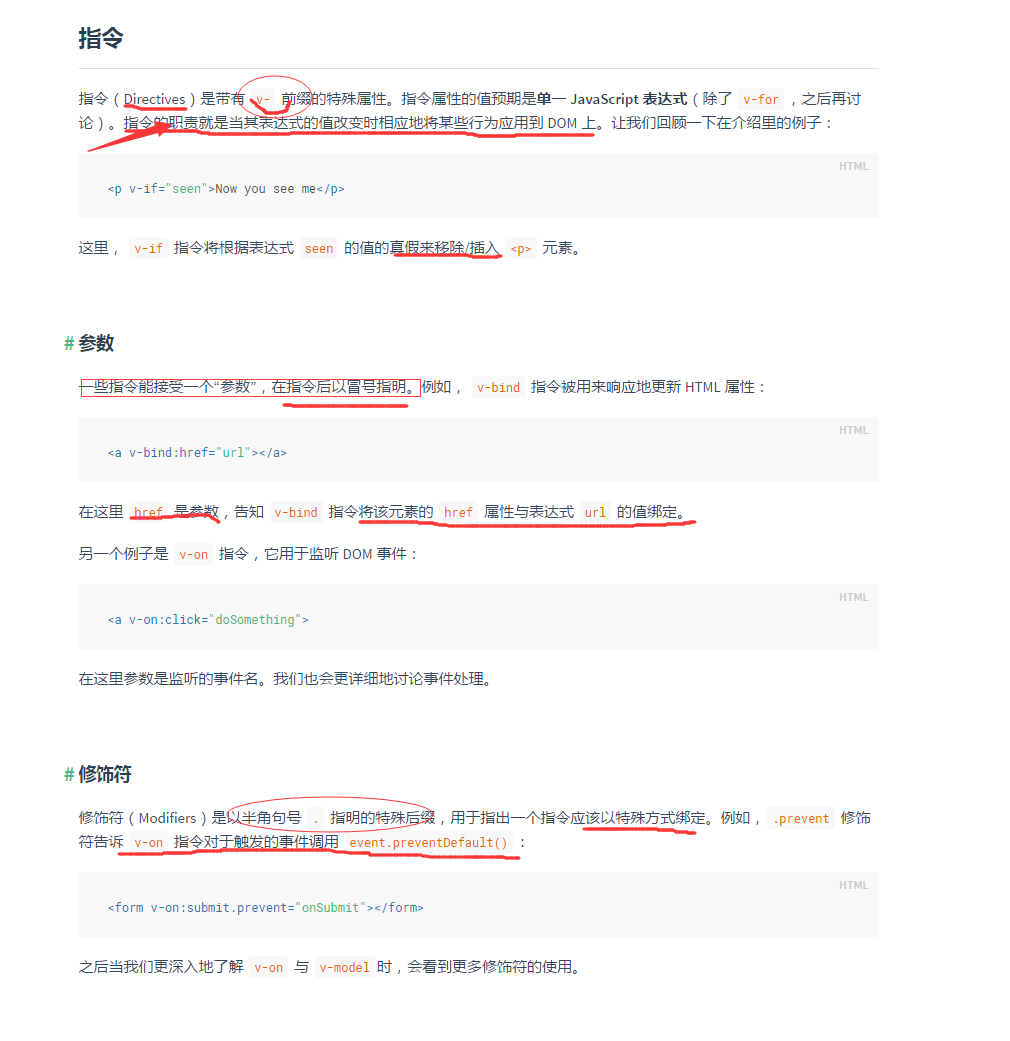 指令
指令（Directives）是带有 v- 前缀的特殊属性。指令属性的值预期是单一 JavaScript 表达式（除了 v-for ，之后再讨
论）。指令的职责就是当其表达式的值改变时相应地将某些行为应用到 DOM 上。让我们回顾一下在介绍里的例子：
HTML
<p v-if="seen">Now you see me</p>
这里， v-if 指令将根据表达式 seen 的值的真假来移除/插入 <p> 元素。
# 参数
一些指令能接受一个“参数”，在指令后以冒号指明。例如， v-bind 指令被用来响应地更新 HTML 属性：
HTML
<a v-bind:href="url"></a>
在这里 href 是参数，告知 v-bind 指令将该元素的 href 属性与表达式 url 的值绑定。
另一个例子是 v-on 指令，它用于监听 DOM 事件：
HTML
<a v-on:click="doSomething">
在这里参数是监听的事件名。我们也会更详细地讨论事件处理。
# 修饰符
修饰符（Modifiers）是以半角句号 . 指明的特殊后缀，用于指出一个指令应该以特殊方式绑定。例如， .prevent 修饰
符告诉 v-on 指令对于触发的事件调用 event.preventDefault() ：
HTML
<form v-on:submit.prevent="onSubmit"></form>
之后当我们更深入地了解 v-on 与 v-model 时，会看到更多修饰符的使用。